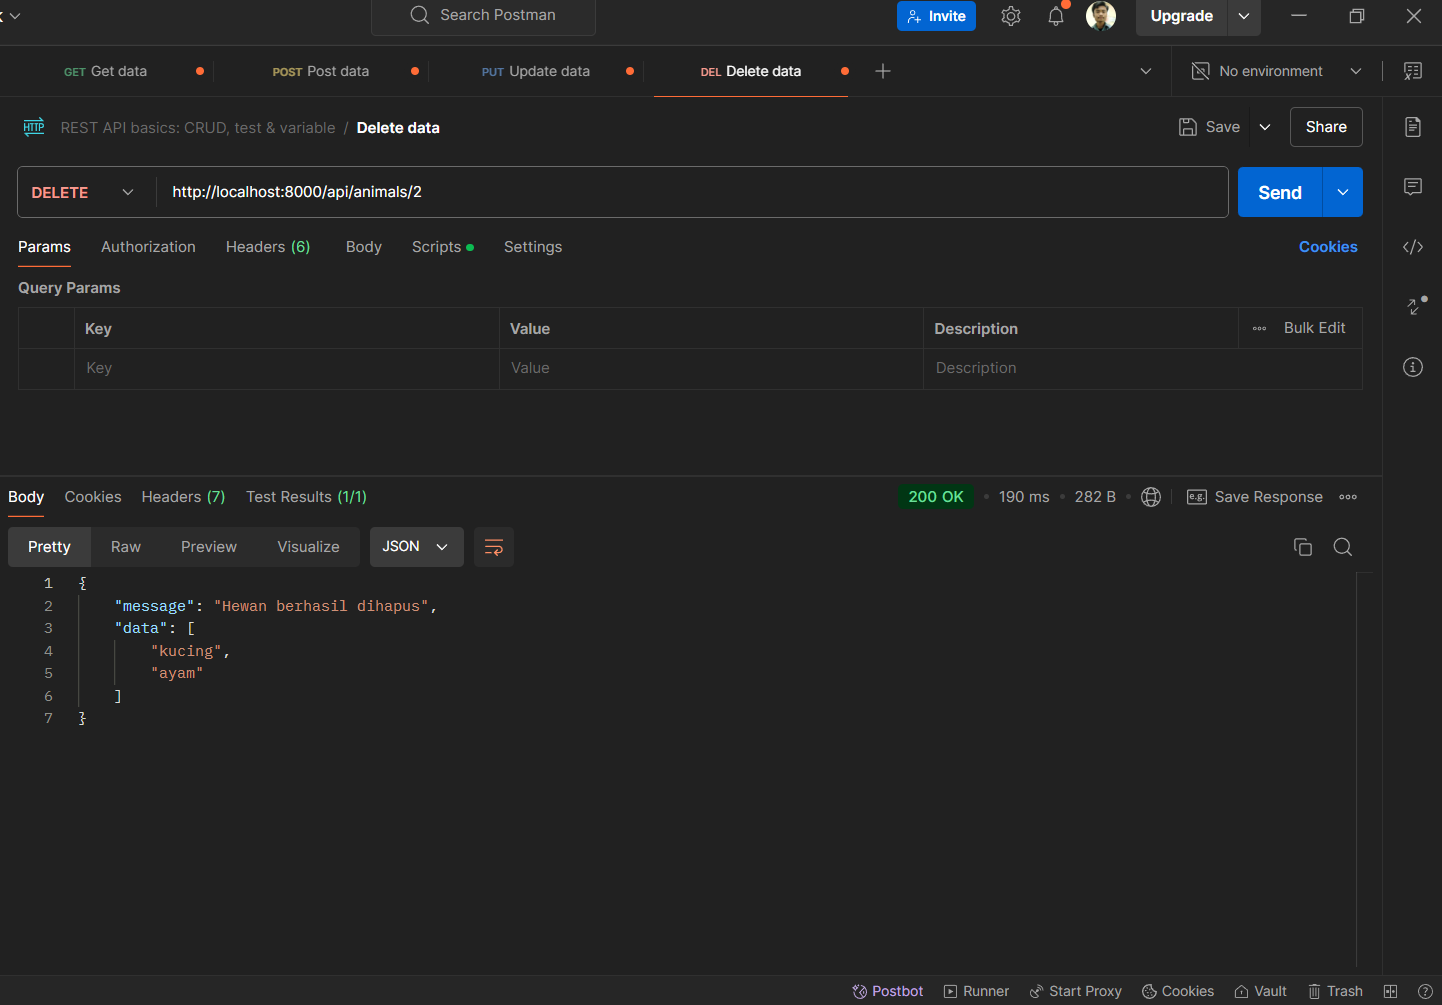 Search Postman
Invite
Upgrade
GET Get data
POST Post data
PUT Update data
DEL Delete data
No environment
HTTP
REST API basics: CRUD, test & variable / Delete data
Save
Share
DELETE
http://localhost:8000/api/animals/2
Send
Params
Authorization
Headers (6)
Body
Scripts
Settings
Cookies
Query Params
Key
Value
Description
Bulk Edit
Key
Value
Description
Body
Cookies
Headers (7)
Test Results (1/1)
200 OK
190 ms
282 B
e.g.
Save Response
Pretty
Raw
Preview
Visualize
JSON
1 {
2 "message": "Hewan berhasil dihapus",
3 "data": [
4 "kucing",
5 "ayam"
6 ]
7 }
Postbot
Runner
Start Proxy
Cookies
Vault
Trash